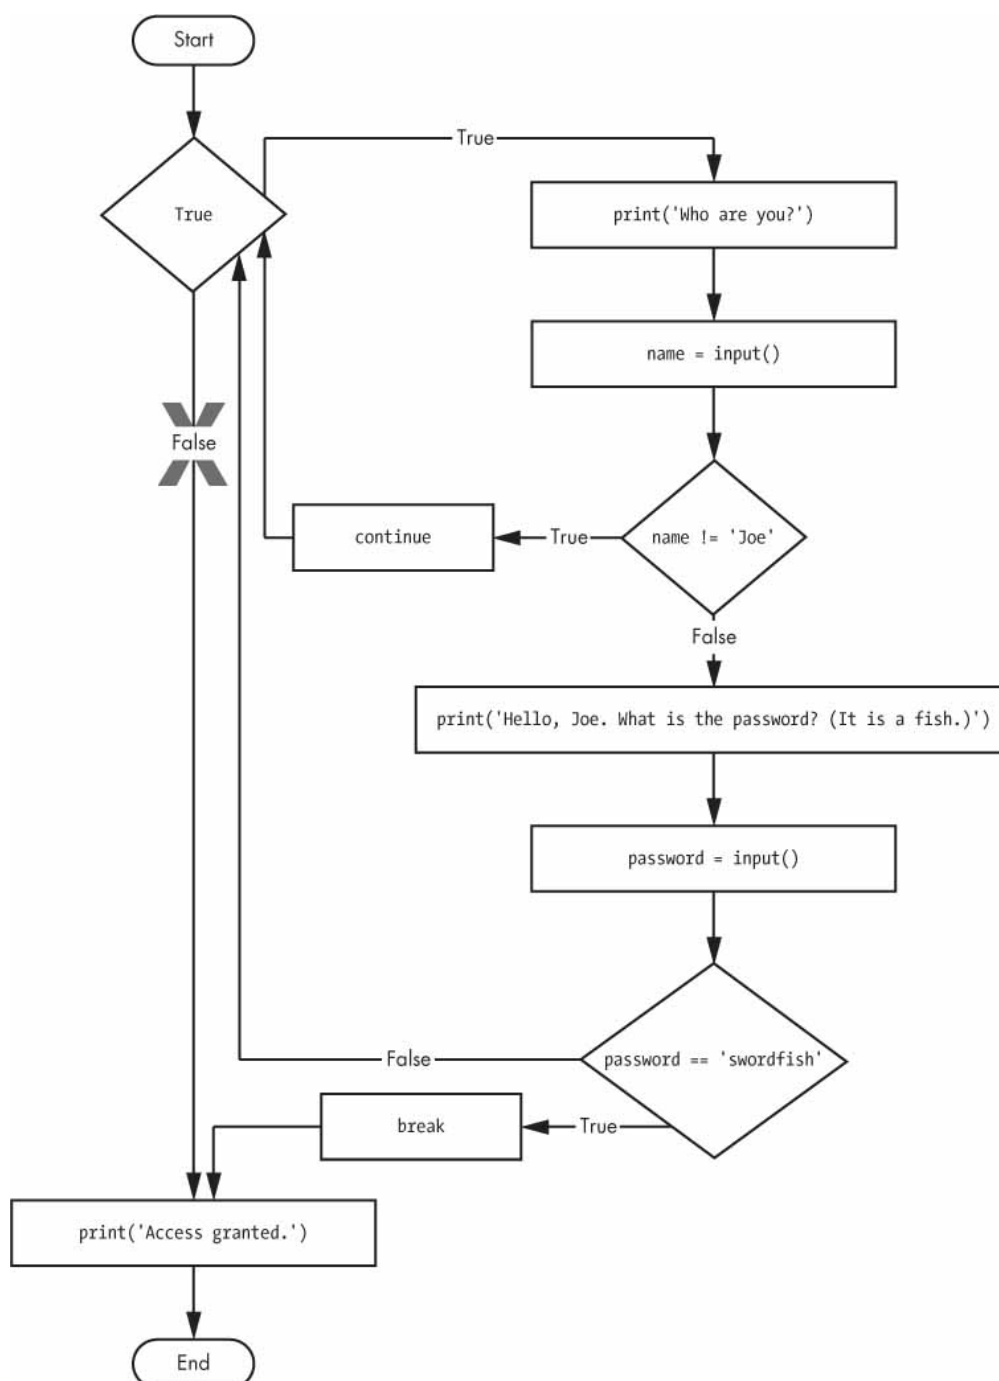 Start
True
True
print('Who are you?')
name = input()
False
continue
True
name != 'Joe'
False
print('Hello, Joe. What is the password? (It is a fish.)')
password = input()
False
password == 'swordfish'
break
True
print('Access granted.')
End